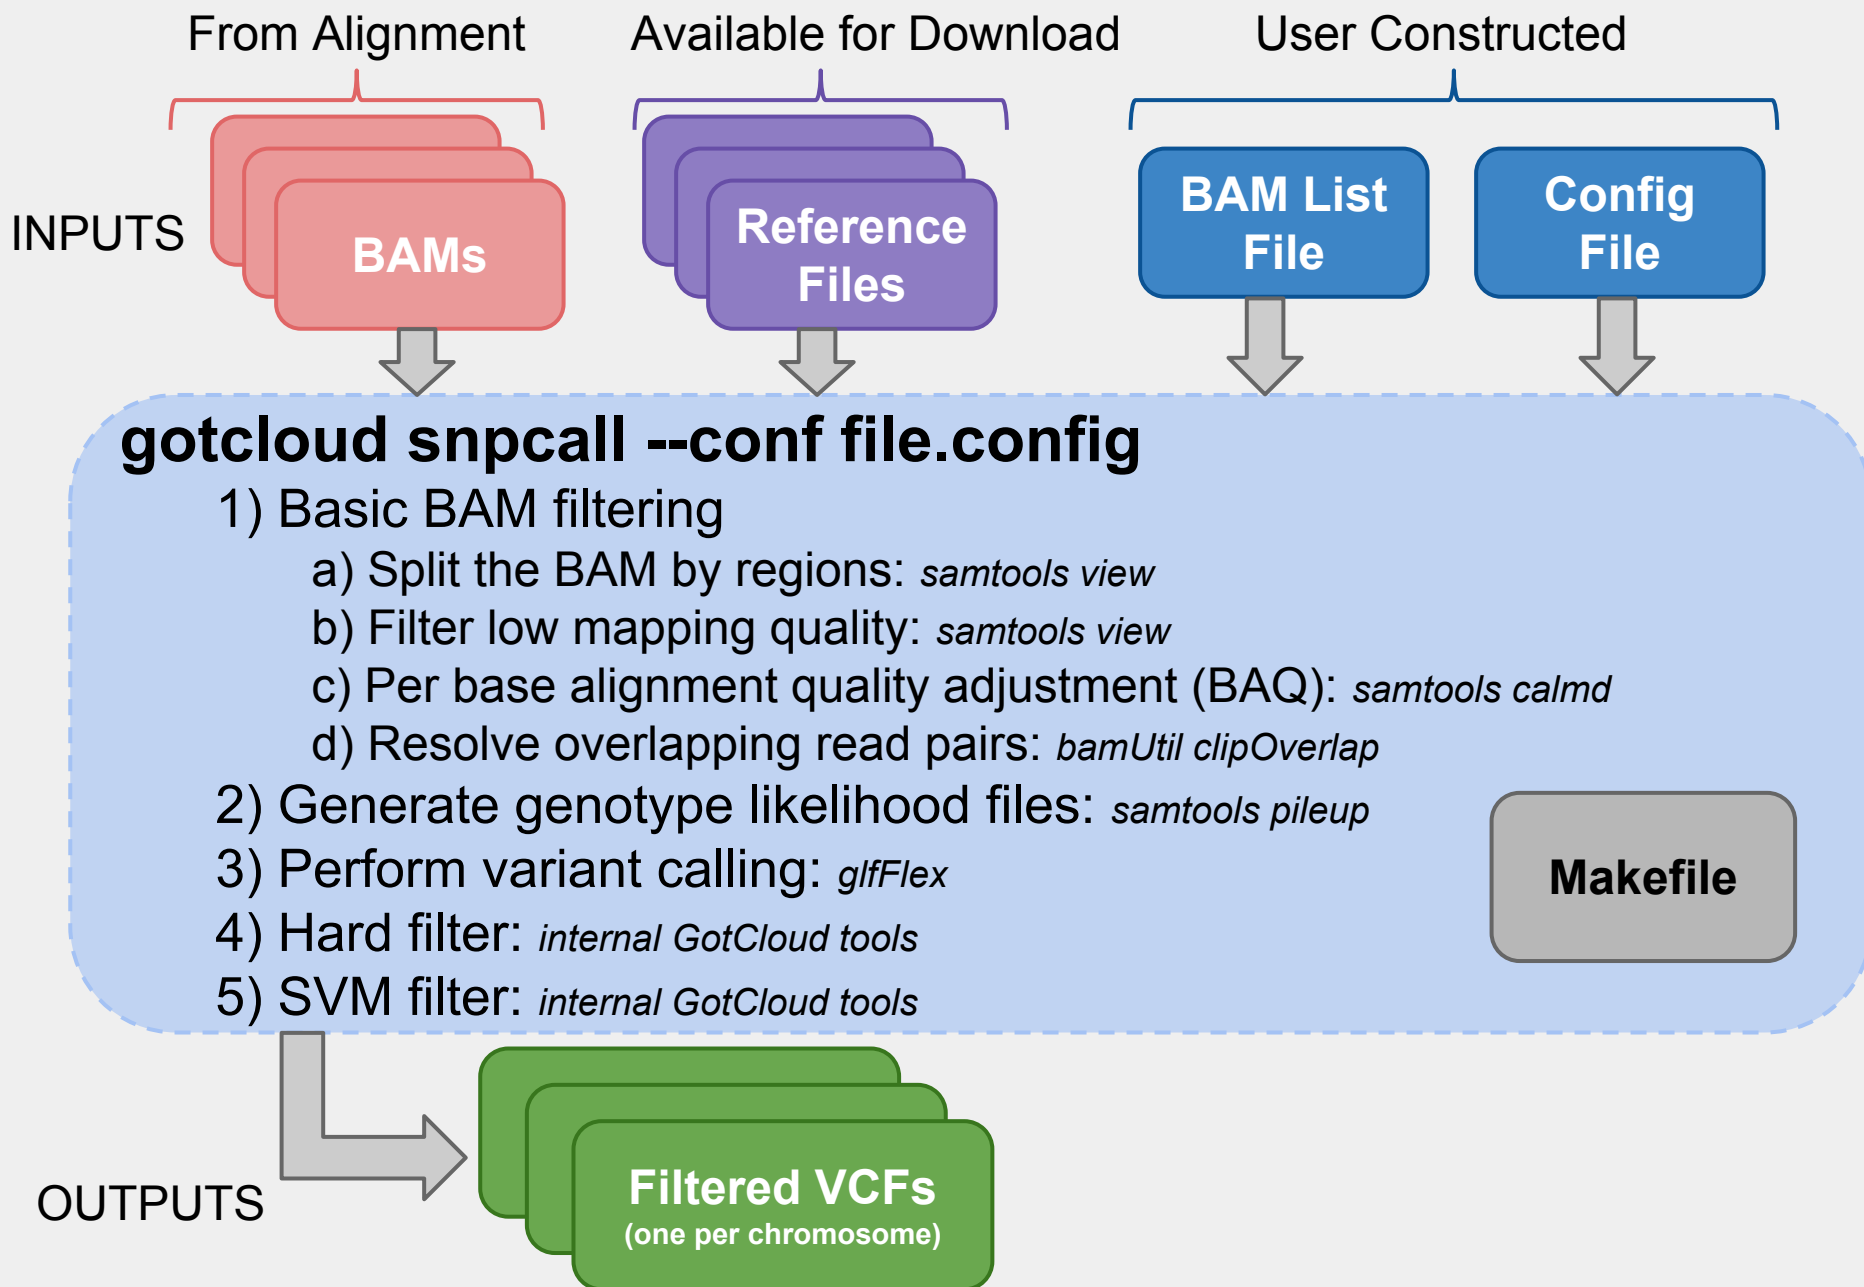 From Alignment
Available for Download
User Constructed
INPUTS
BAMs
Reference
Files
BAM List
File
Config
File
gotcloud snpcall --conf file.config
1) Basic BAM filtering
a) Split the BAM by regions: samtools view
b) Filter low mapping quality: samtools view
c) Per base alignment quality adjustment (BAQ): samtools calmd
d) Resolve overlapping read pairs: bamUtil clipOverlap
2) Generate genotype likelihood files: samtools pileup
3) Perform variant calling: glfFlex
4) Hard filter: internal GotCloud tools
5) SVM filter: internal GotCloud tools
Makefile
OUTPUTS
Filtered VCFs
(one per chromosome)